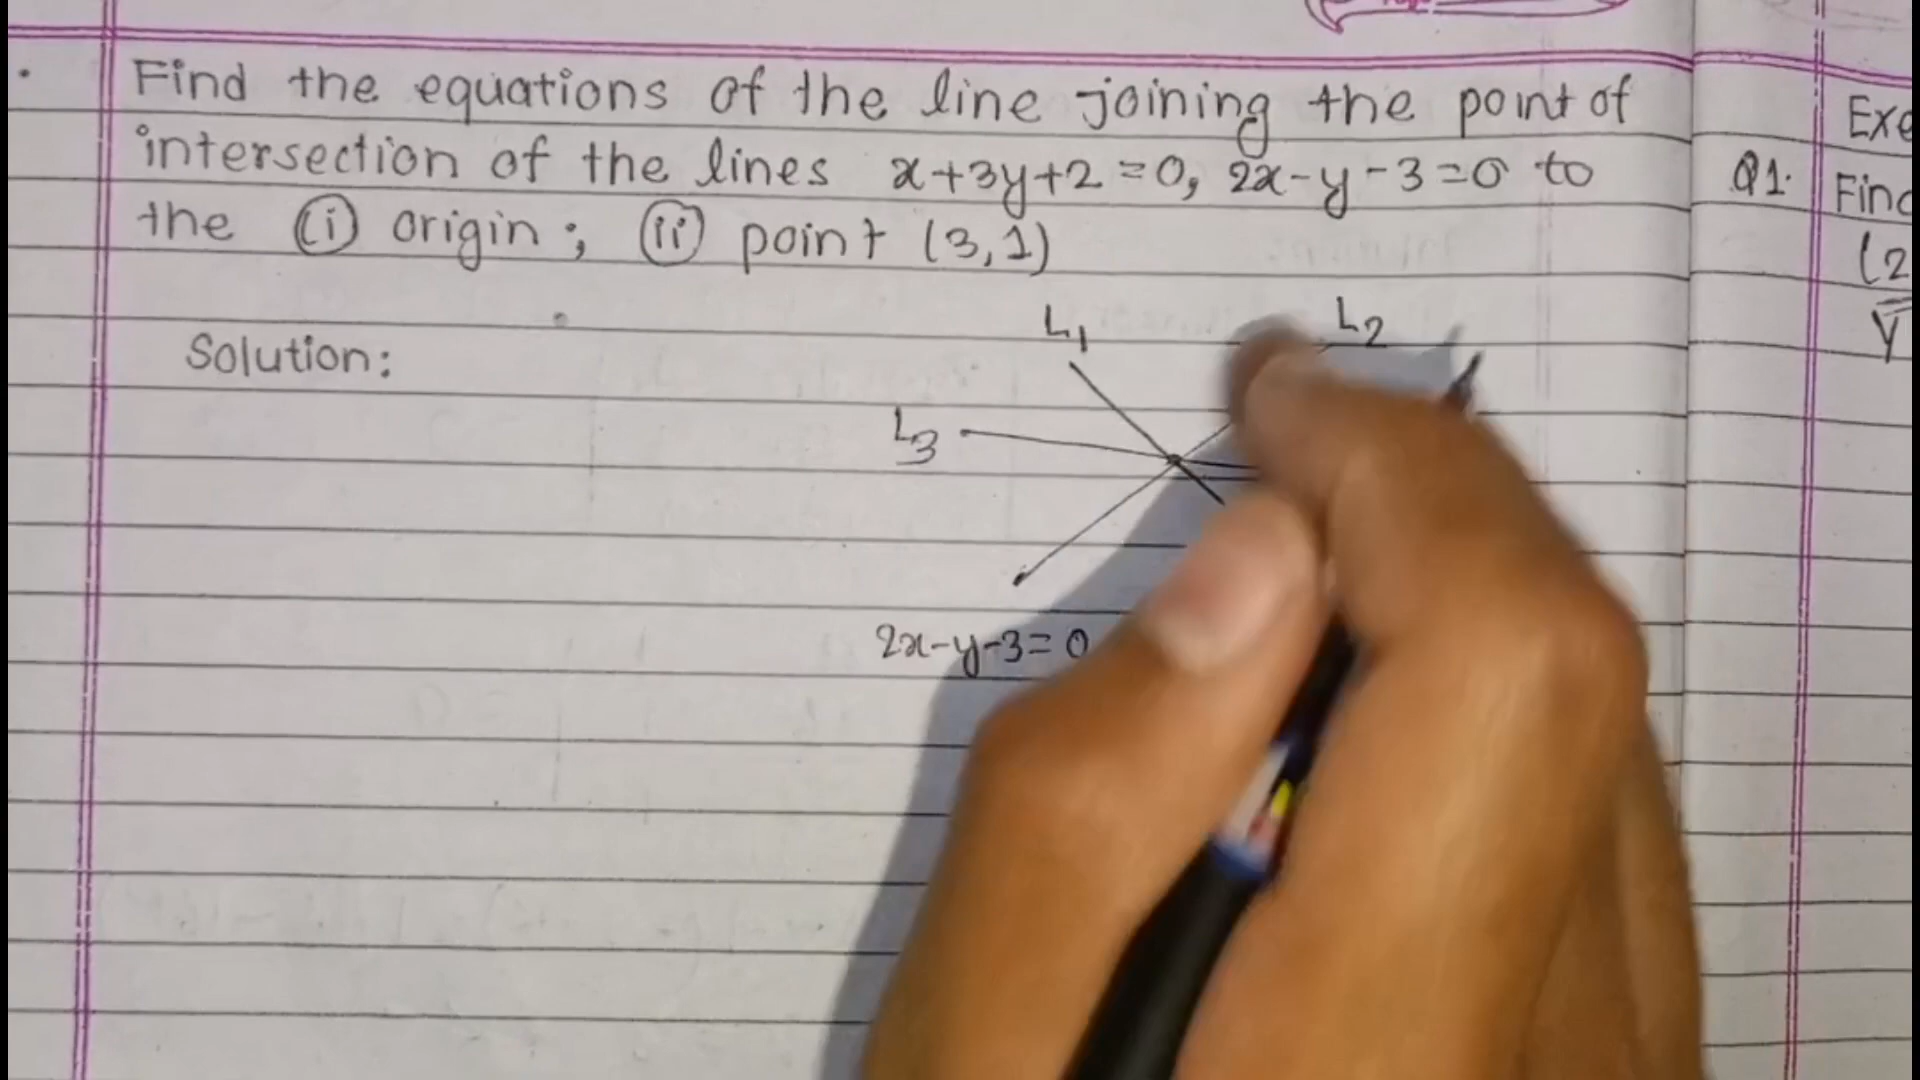 Find the equations of the line joining the point of
intersection of the lines x+3y+2=0, 2x-y-3=0 to
the (i) origin; (ii) point (3,1)
Solution:
L1
L2
L3
2x-y-3=0
Q1.
(2